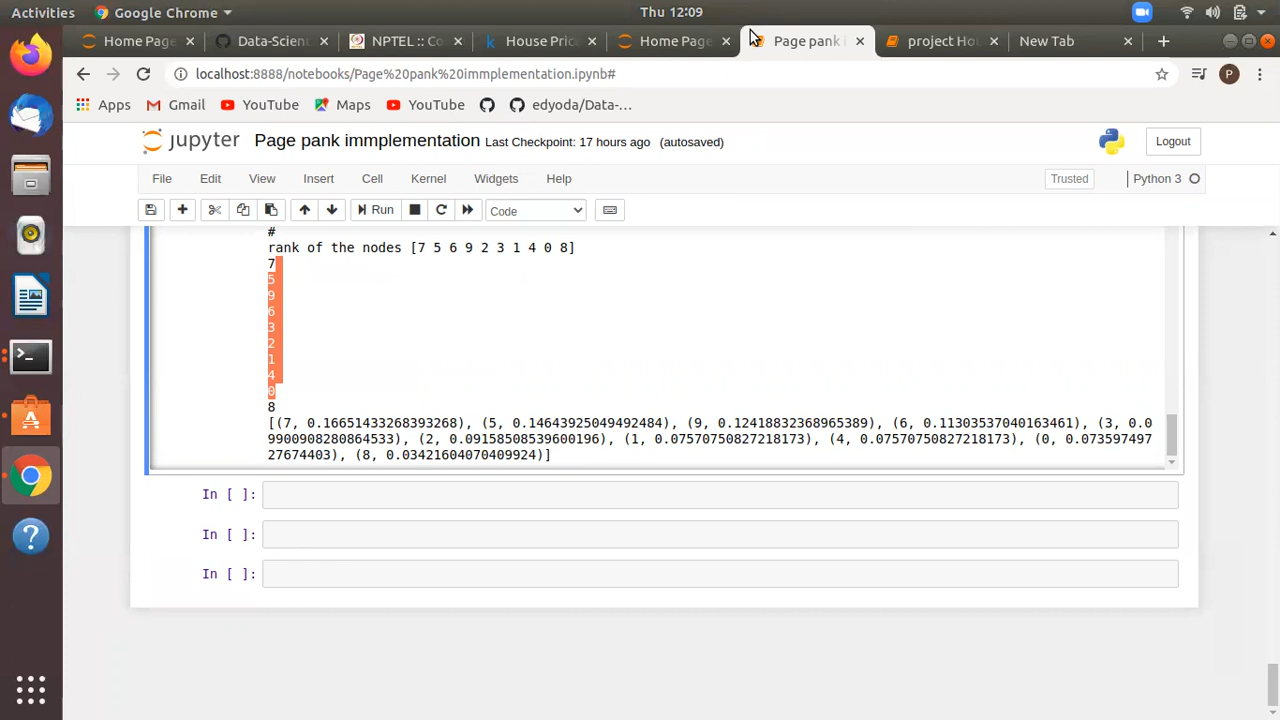 Activities
Google Chrome
Thu 12:09
Home Page
Data-Scien
NPTEL :: Co
House Price
Home Page
Page pank i
project Hou
New Tab
localhost:8888/notebooks/Page%20pank%20immplementation.ipynb#
P
Apps
Gmail
YouTube
Maps
YouTube
edyoda/Data-...
jupyter
Page pank immplementation Last Checkpoint: 17 hours ago (autosaved)
Logout
File
Edit
View
Insert
Cell
Kernel
Widgets
Help
Trusted
Python 3
Run
Code
#
rank of the nodes [7 5 6 9 2 3 1 4 0 8]
7
5
9
6
3
2
1
4
0
8
[(7, 0.16651433268393268), (5, 0.14643925049492484), (9, 0.12418832368965389), (6, 0.11303537040163461), (3, 0.0
9900908280864533), (2, 0.09158508539600196), (1, 0.07570750827218173), (4, 0.07570750827218173), (0, 0.073597497
27674403), (8, 0.03421604070409924)]
In [ ]:
In [ ]:
In [ ]: